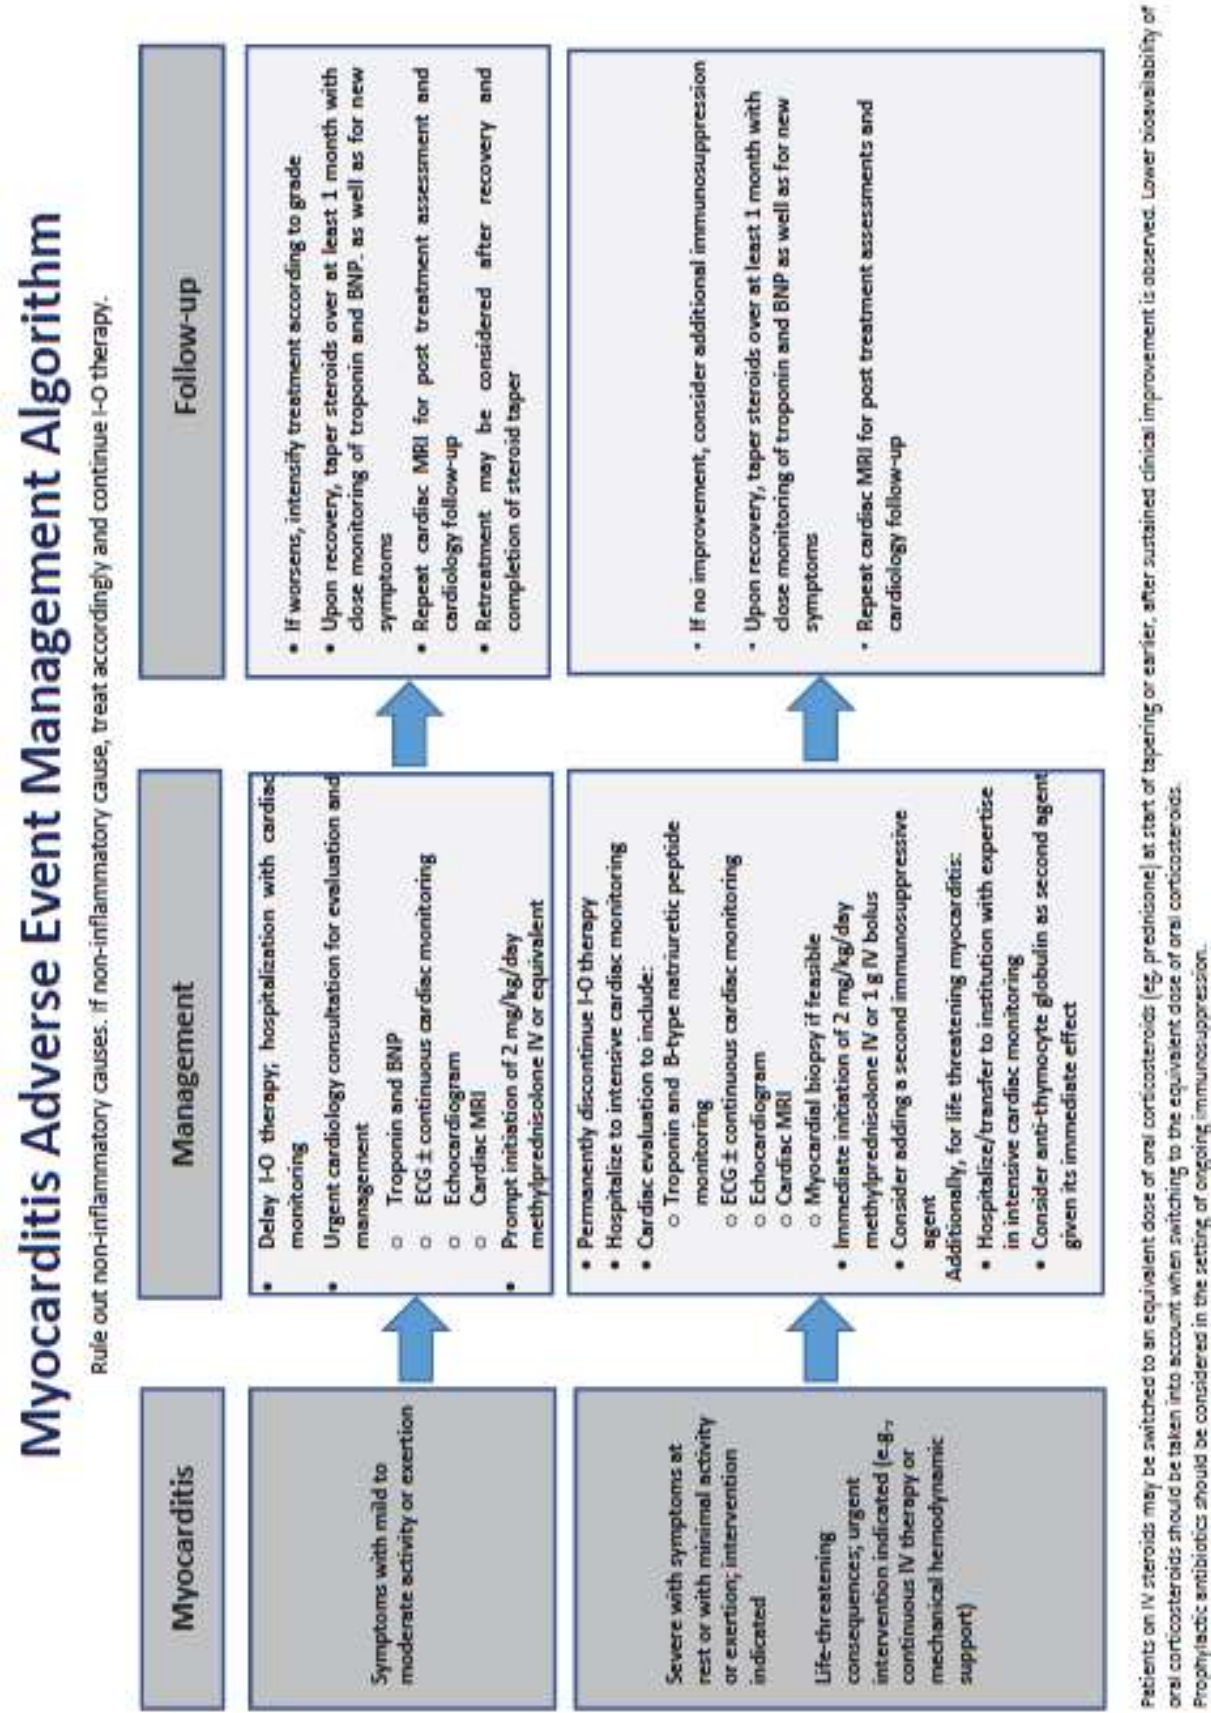 Myocarditis Adverse Event Management Algorithm
Rule out non-inflammatory causes. If non-inflammatory cause, treat accordingly and continue I-O therapy.
Myocarditis
Management
Follow-up
Symptoms with mild to
moderate activity or exertion
• Delay I-O therapy; hospitalization with cardiac
monitoring
• Urgent cardiology consultation for evaluation and
management
o Troponin and BNP
o ECG ± continuous cardiac monitoring
o Echocardiogram
o Cardiac MRI
• Prompt initiation of 2 mg/kg/day
methylprednisolone IV or equivalent
• If worsens, intensify treatment according to grade
• Upon recovery, taper steroids over at least 1 month with
close monitoring of troponin and BNP. as well as for new
symptoms
• Repeat cardiac MRI for post treatment assessment and
cardiology follow-up
• Retreatment may be considered after recovery and
completion of steroid taper
Severe with symptoms at
rest or with minimal activity
or exertion; intervention
indicated
Life-threatening
consequences; urgent
intervention indicated (e.g.,
continuous IV therapy or
mechanical hemodynamic
support)
• Permanently discontinue I-O therapy
• Hospitalize to intensive cardiac monitoring
• Cardiac evaluation to include:
o Troponin and B-type natriuretic peptide
monitoring
o ECG ± continuous cardiac monitoring
o Echocardiogram
o Cardiac MRI
o Myocardial biopsy if feasible
• Immediate initiation of 2 mg/kg/day
methylprednisolone IV or 1 g IV bolus
• Consider adding a second immunosuppressive
agent
Additionally, for life threatening myocarditis:
• Hospitalize/transfer to institution with expertise
in intensive cardiac monitoring
• Consider anti-thymocyte globulin as second agent
given its immediate effect
• If no improvement, consider additional immunosuppression
• Upon recovery, taper steroids over at least 1 month with
close monitoring of troponin and BNP as well as for new
symptoms
• Repeat cardiac MRI for post treatment assessments and
cardiology follow-up
Patients on IV steroids may be switched to an equivalent dose of oral corticosteroids (eg, prednisone) at start of tapering or earlier, after sustained clinical improvement is observed. Lower bioavailability of
oral corticosteroids should be taken into account when switching to the equivalent dose of oral corticosteroids.
Prophylactic antibiotics should be considered in the setting of ongoing immunosuppression.